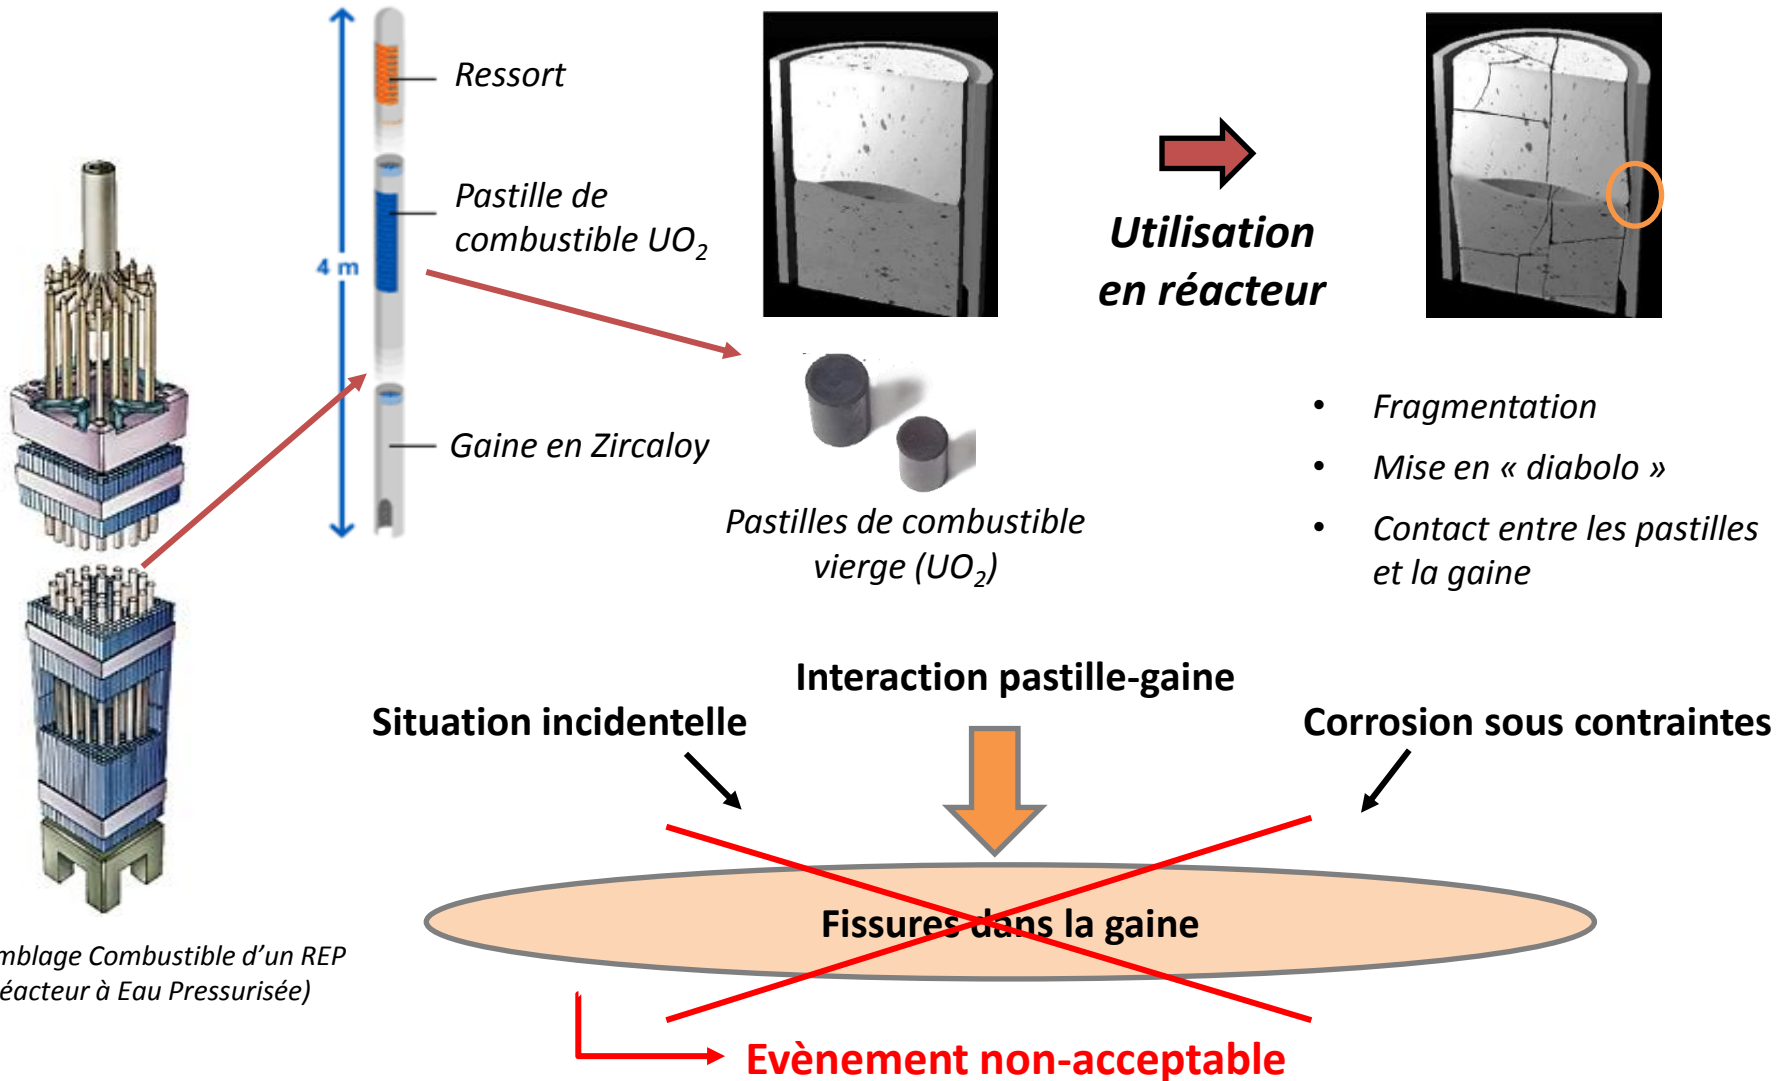 Ressort
Pastille de
combustible UO₂
4 m
Gaine en Zircaloy
Utilisation
en réacteur
Pastilles de combustible
vierge (UO₂)
• Fragmentation
• Mise en « diabolo »
• Contact entre les pastilles
et la gaine
Interaction pastille-gaine
Situation incidentelle
Corrosion sous contraintes
Fissures dans la gaine
mblage Combustible d’un REP
éacteur à Eau Pressurisée)
Evènement non-acceptable